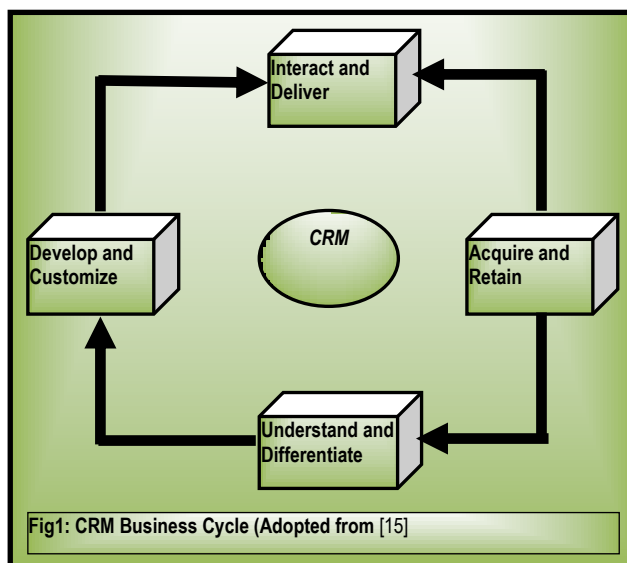 Interact and
Deliver
Develop and
Customize
CRM
Acquire and
Retain
Understand and
Differentiate
Fig1: CRM Business Cycle (Adopted from [15]